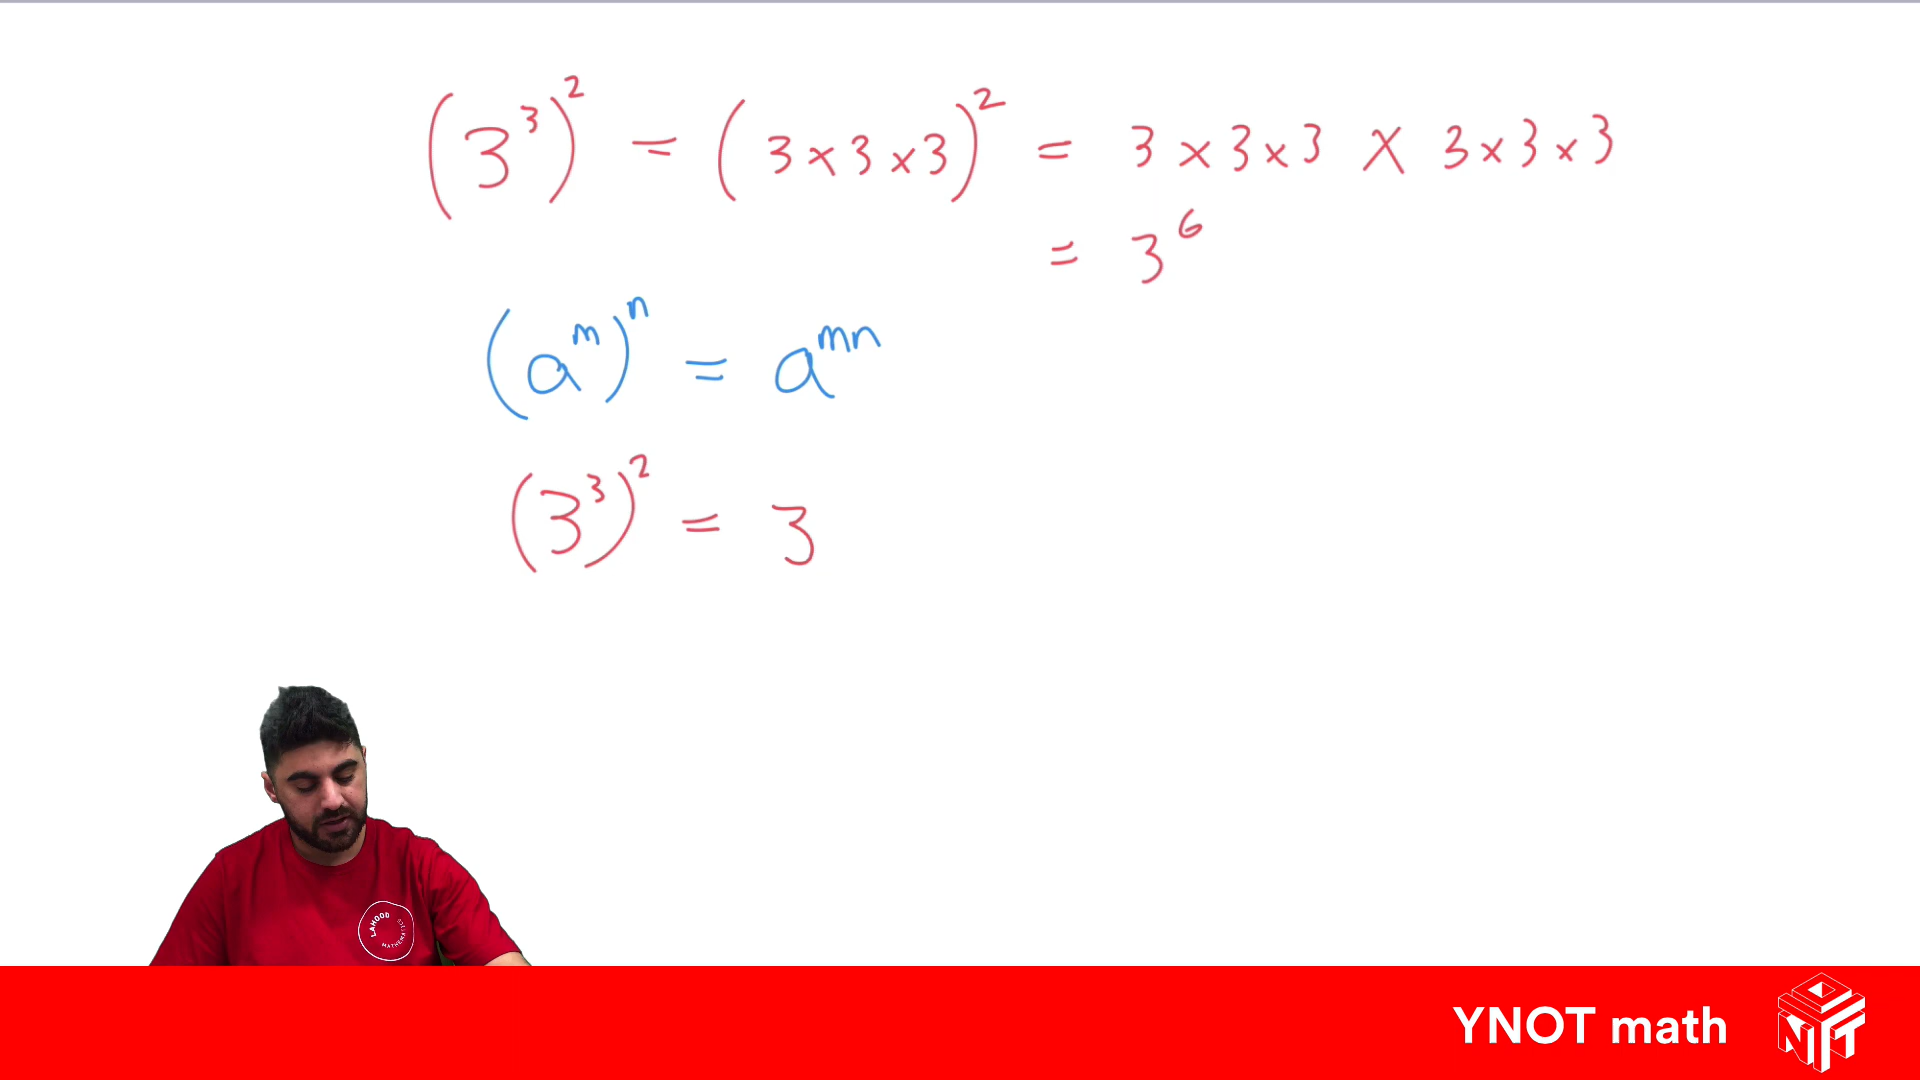 (3³)² = (3 × 3 × 3)² = 3 × 3 × 3 × 3 × 3 × 3
= 3⁶
(aᵐ)ⁿ = aᵐⁿ
(3³)² = 3
LAHOOD
YNOT math